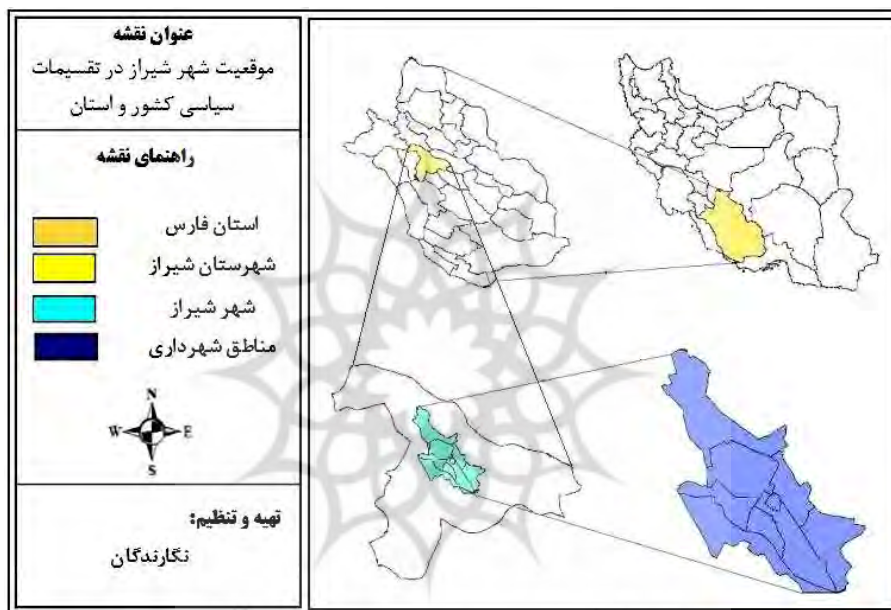 عنوان نقشه
موقعیت شهر شیراز در تقسیمات
سیاسی کشور و استان
راهنمای نقشه
استان فارس
شهرستان شیراز
شهر شیراز
مناطق شهرداری
N
W E
S
تهیه و تنظیم:
نگارندگان